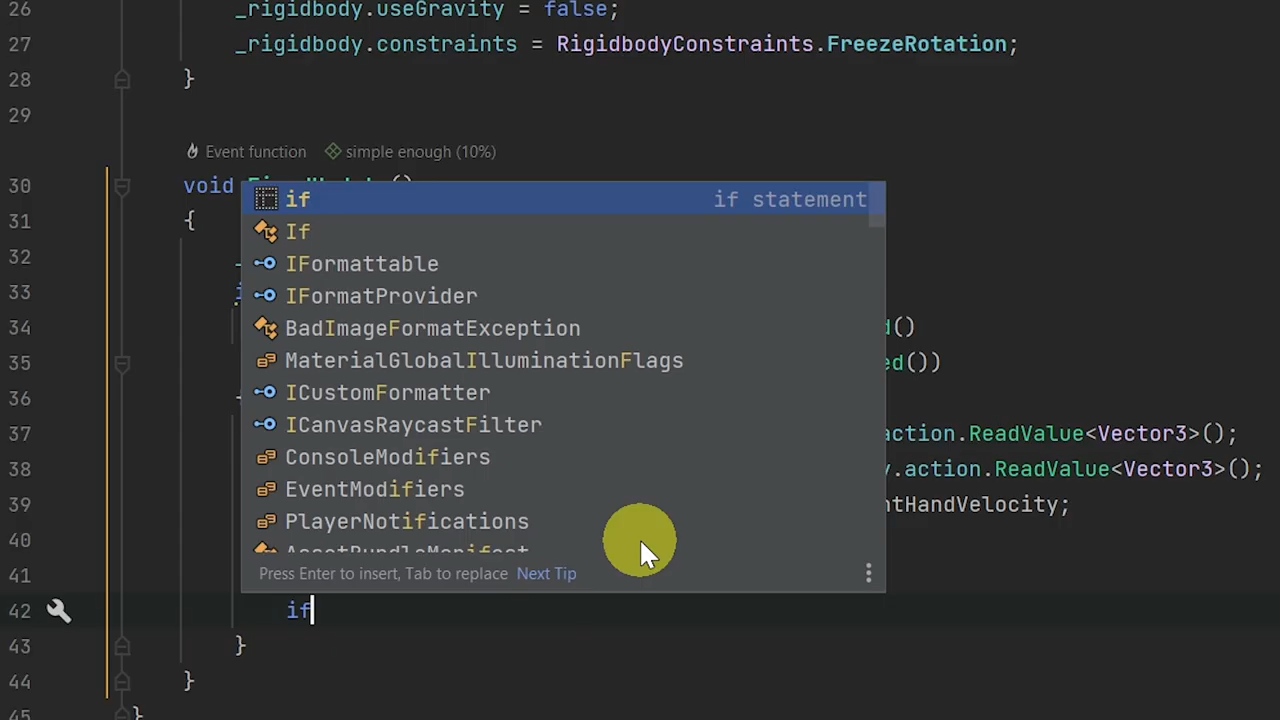 26 _rigidbody.useGravity = false;
27 _rigidbody.constraints = RigidbodyConstraints.FreezeRotation;
28 }
29
Event function simple enough (10%)
30 void
31 {
32
33
34 ()
35 ())
36
37 action.ReadValue<Vector3>();
38 .action.ReadValue<Vector3>();
39 ntHandVelocity;
40
41
42 if
43 }
44 }
45 }
if if statement
If
IFormattable
IFormatProvider
BadImageFormatException
MaterialGlobalIlluminationFlags
ICustomFormatter
ICanvasRaycastFilter
ConsoleModifiers
EventModifiers
PlayerNotifications
Press Enter to insert, Tab to replace Next Tip